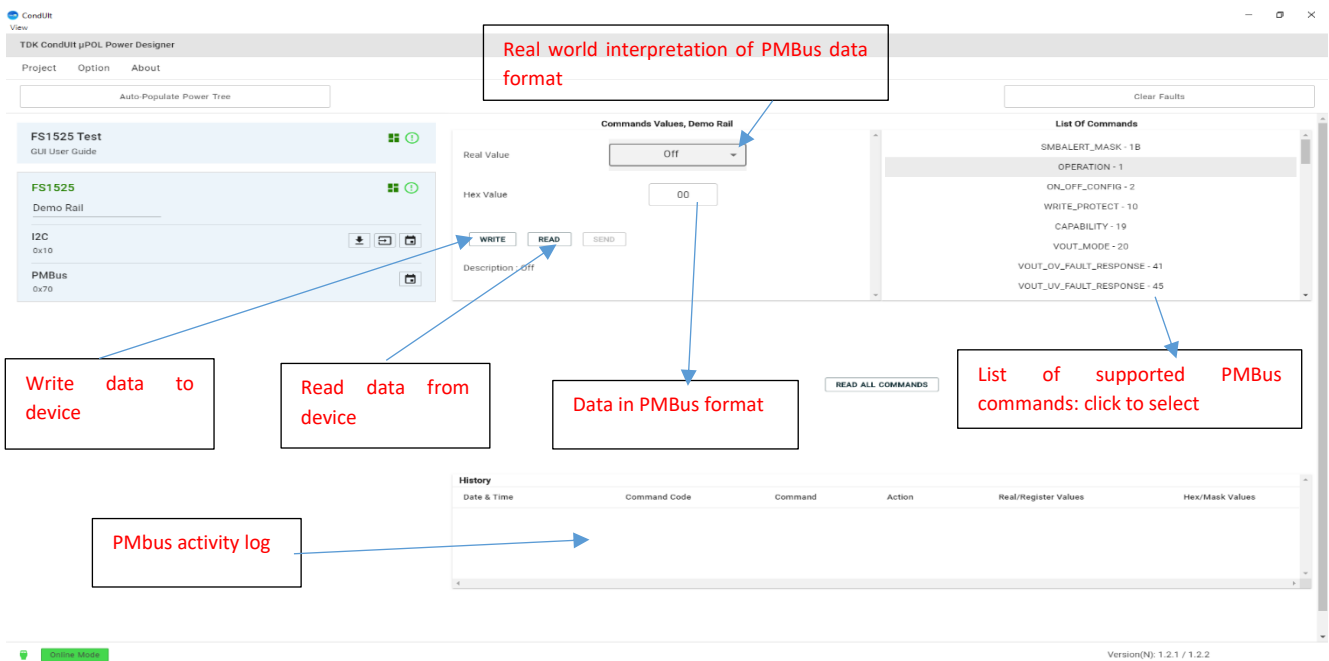 CondUIt
View
TDK CondUIt µPOL Power Designer
Project Option About
Real world interpretation of PMBus data
format
Auto-Populate Power Tree
Clear Faults
FS1525 Test
GUI User Guide
FS1525
Demo Rail
I2C
0x10
PMBus
0x70
Commands Values, Demo Rail
Real Value
Off
Hex Value
00
WRITE READ SEND
Description : Off
List Of Commands
SMBALERT_MASK - 1B
OPERATION - 1
ON_OFF_CONFIG - 2
WRITE_PROTECT - 10
CAPABILITY - 19
VOUT_MODE - 20
VOUT_OV_FAULT_RESPONSE - 41
VOUT_UV_FAULT_RESPONSE - 45
Write data to
device
Read data from
device
Data in PMBus format
READ ALL COMMANDS
List of supported PMBus
commands: click to select
History
Date & Time Command Code Command Action Real/Register Values Hex/Mask Values
PMbus activity log
Online Mode
Version(N): 1.2.1 / 1.2.2